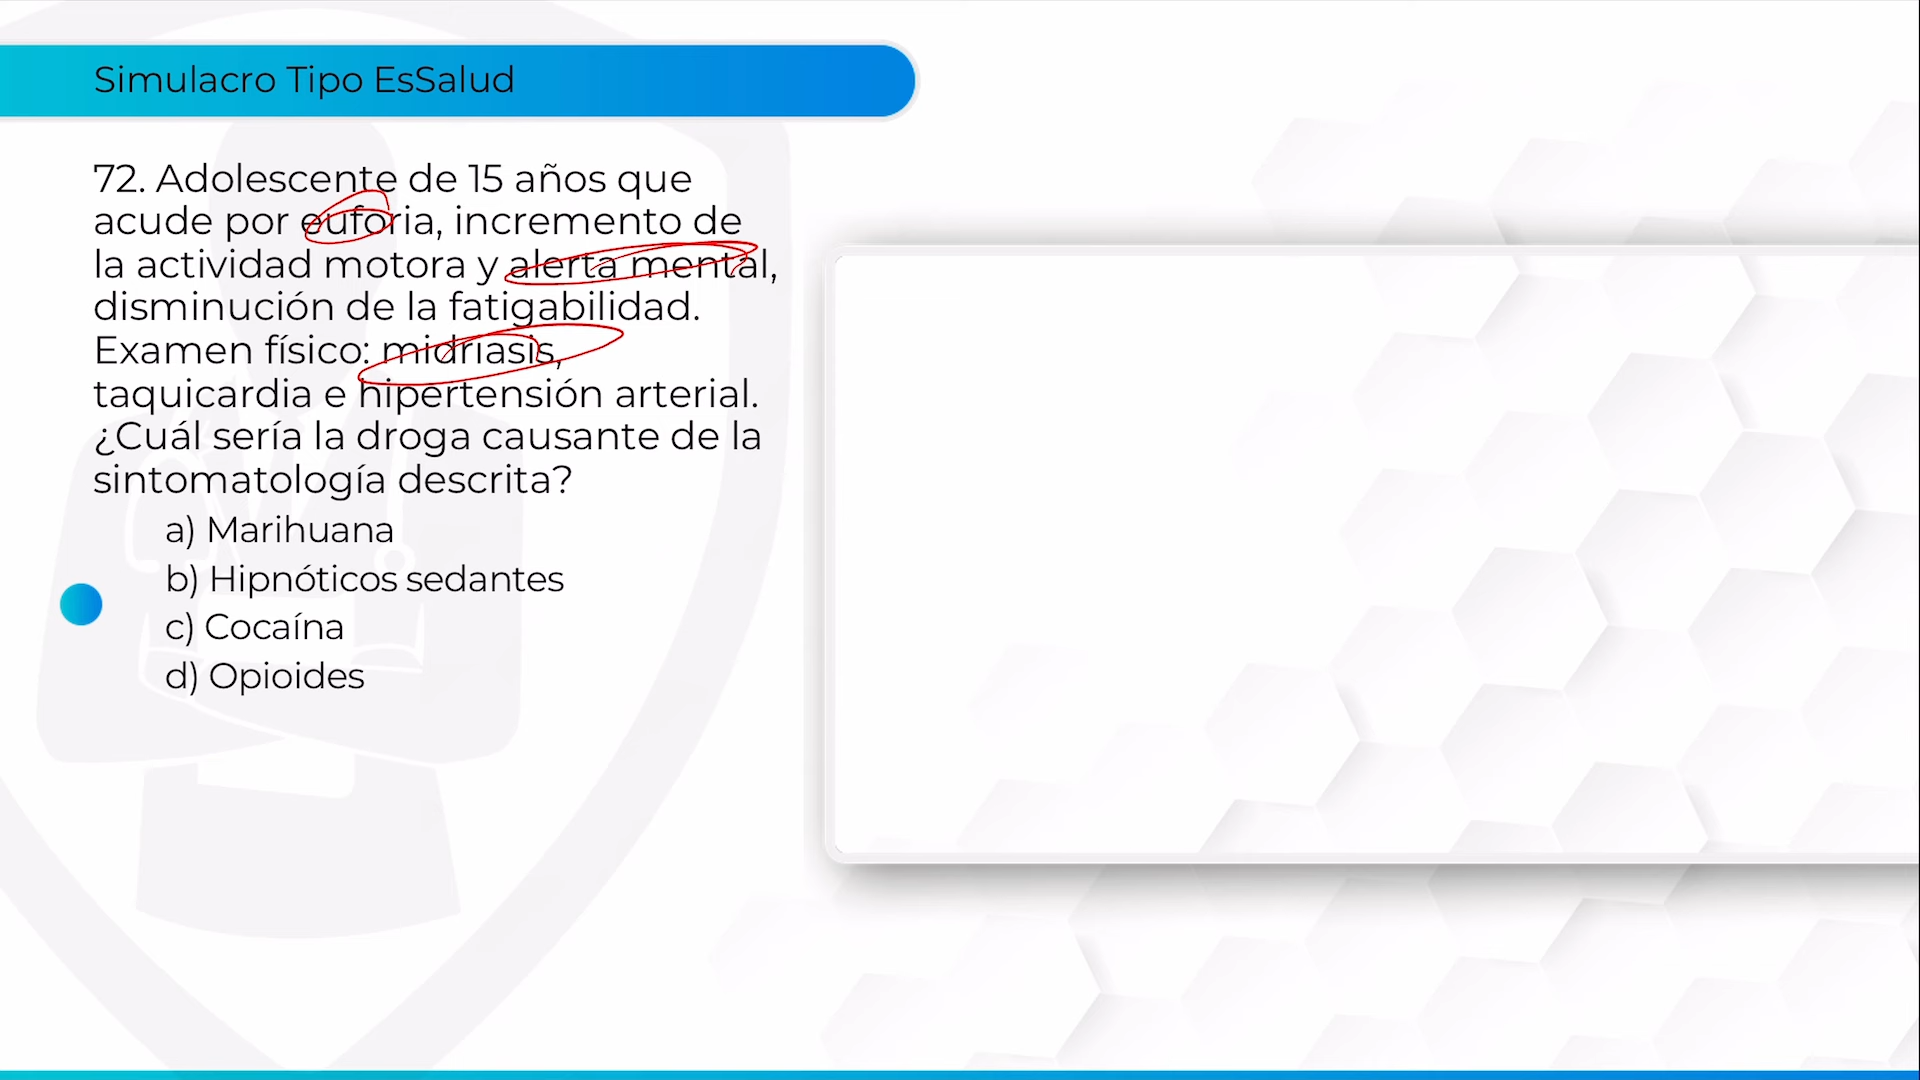 Simulacro Tipo EsSalud
72. Adolescente de 15 años que
acude por euforia, incremento de
la actividad motora y alerta mental,
disminución de la fatigabilidad.
Examen físico: midriasis,
taquicardia e hipertensión arterial.
¿Cuál sería la droga causante de la
sintomatología descrita?
a) Marihuana
b) Hipnóticos sedantes
c) Cocaína
d) Opioides